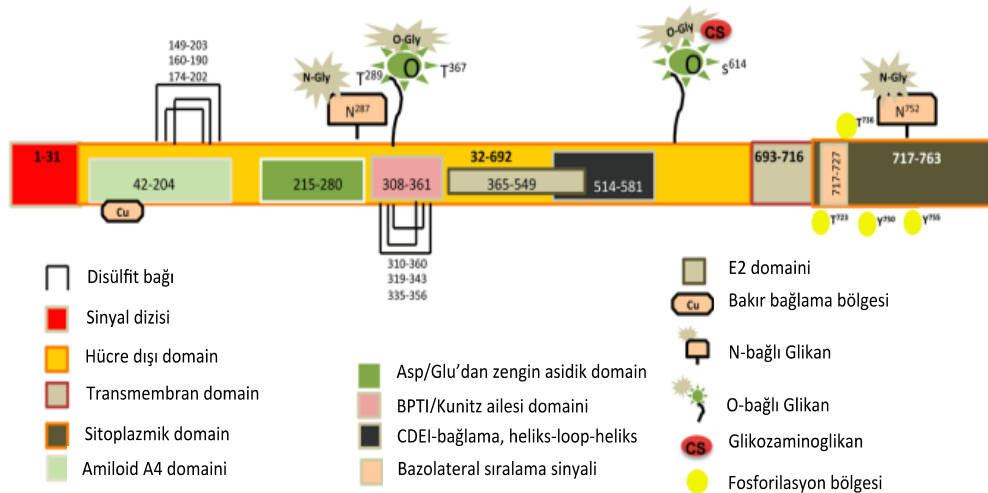 149-203
160-190
174-202
N-Gly
T289
N287
O-Gly
O
T367
O-Gly
CS
O
S614
N-Gly
N752
T736
1-31
42-204
Cu
215-280
308-361
32-692
365-549
514-581
693-716
717-727
717-763
T723
Y750
Y755
310-360
319-343
335-356
Disülfit bağı
Sinyal dizisi
Hücre dışı domain
Transmembran domain
Sitoplazmik domain
Amiloid A4 domaini
Asp/Glu’dan zengin asidik domain
BPTI/Kunitz ailesi domaini
CDEI-bağlama, heliks-loop-heliks
Bazolateral sıralama sinyali
E2 domaini
Cu
Bakır bağlama bölgesi
N-bağlı Glikan
O-bağlı Glikan
CS
Glikozaminoglikan
Fosforilasyon bölgesi